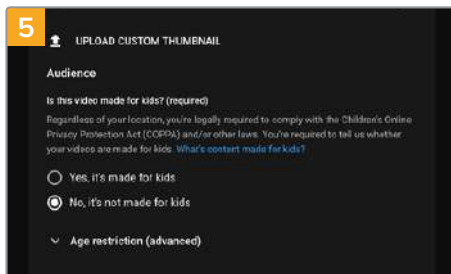 5
UPLOAD CUSTOM THUMBNAIL
Audience
Is this video made for kids? (required)
Regardless of your location, you're legally required to comply with the Children's Online
Privacy Protection Act (COPPA) and/or other laws. You're required to tell us whether
your videos are made for kids. What's content made for kids?
Yes, it's made for kids
No, it's not made for kids
Age restriction (advanced)